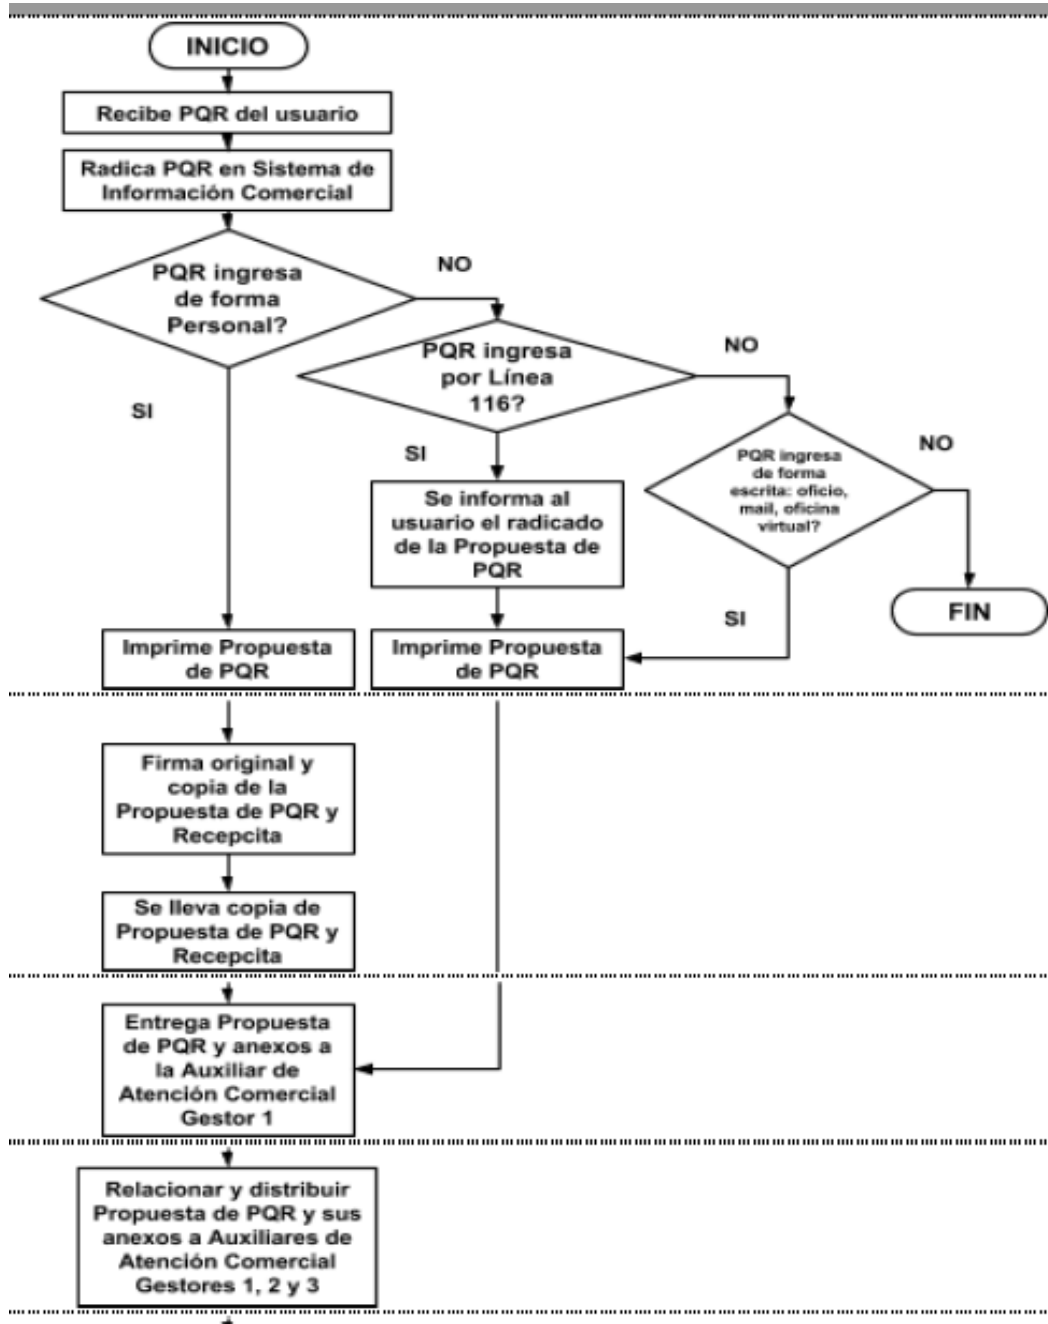 INICIO
Recibe PQR del usuario
Radica PQR en Sistema de
Información Comercial
PQR ingresa
de forma
Personal?
NO
SI
PQR ingresa
por Línea
116?
NO
SI
PQR ingresa
de forma
escrita: oficio,
mail, oficina
virtual?
NO
SI
FIN
Se informa al
usuario el radicado
de la Propuesta de
PQR
Imprime Propuesta
de PQR
Imprime Propuesta
de PQR
Firma original y
copia de la
Propuesta de PQR y
Recepcita
Se lleva copia de
Propuesta de PQR y
Recepcita
Entrega Propuesta
de PQR y anexos a
la Auxiliar de
Atención Comercial
Gestor 1
Relacionar y distribuir
Propuesta de PQR y sus
anexos a Auxiliares de
Atención Comercial
Gestores 1, 2 y 3